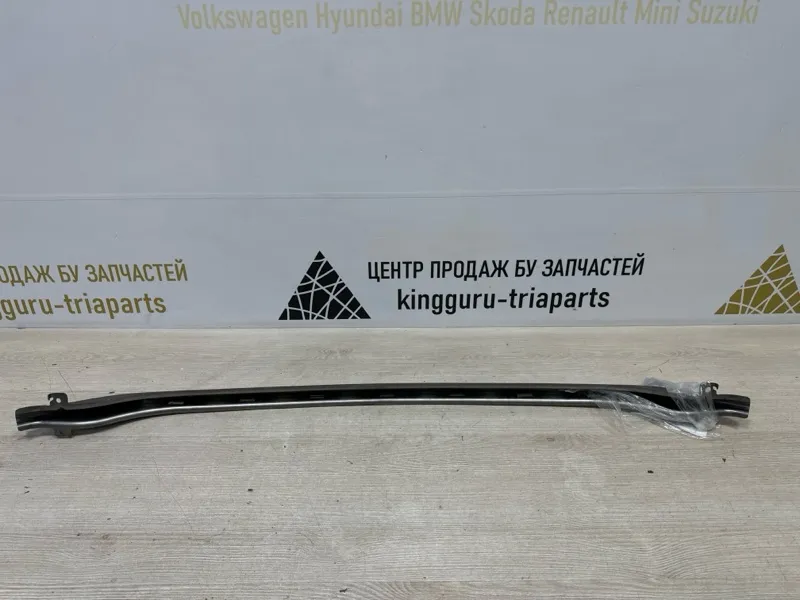 Volkswagen Hyundai BMW Skoda Renault Mini Suzuki
ОДАЖ БУ ЗАПЧАСТЕЙ
kingguru-triaparts
ЦЕНТР ПРОДАЖ БУ ЗАПЧАСТЕЙ
kingguru-triaparts